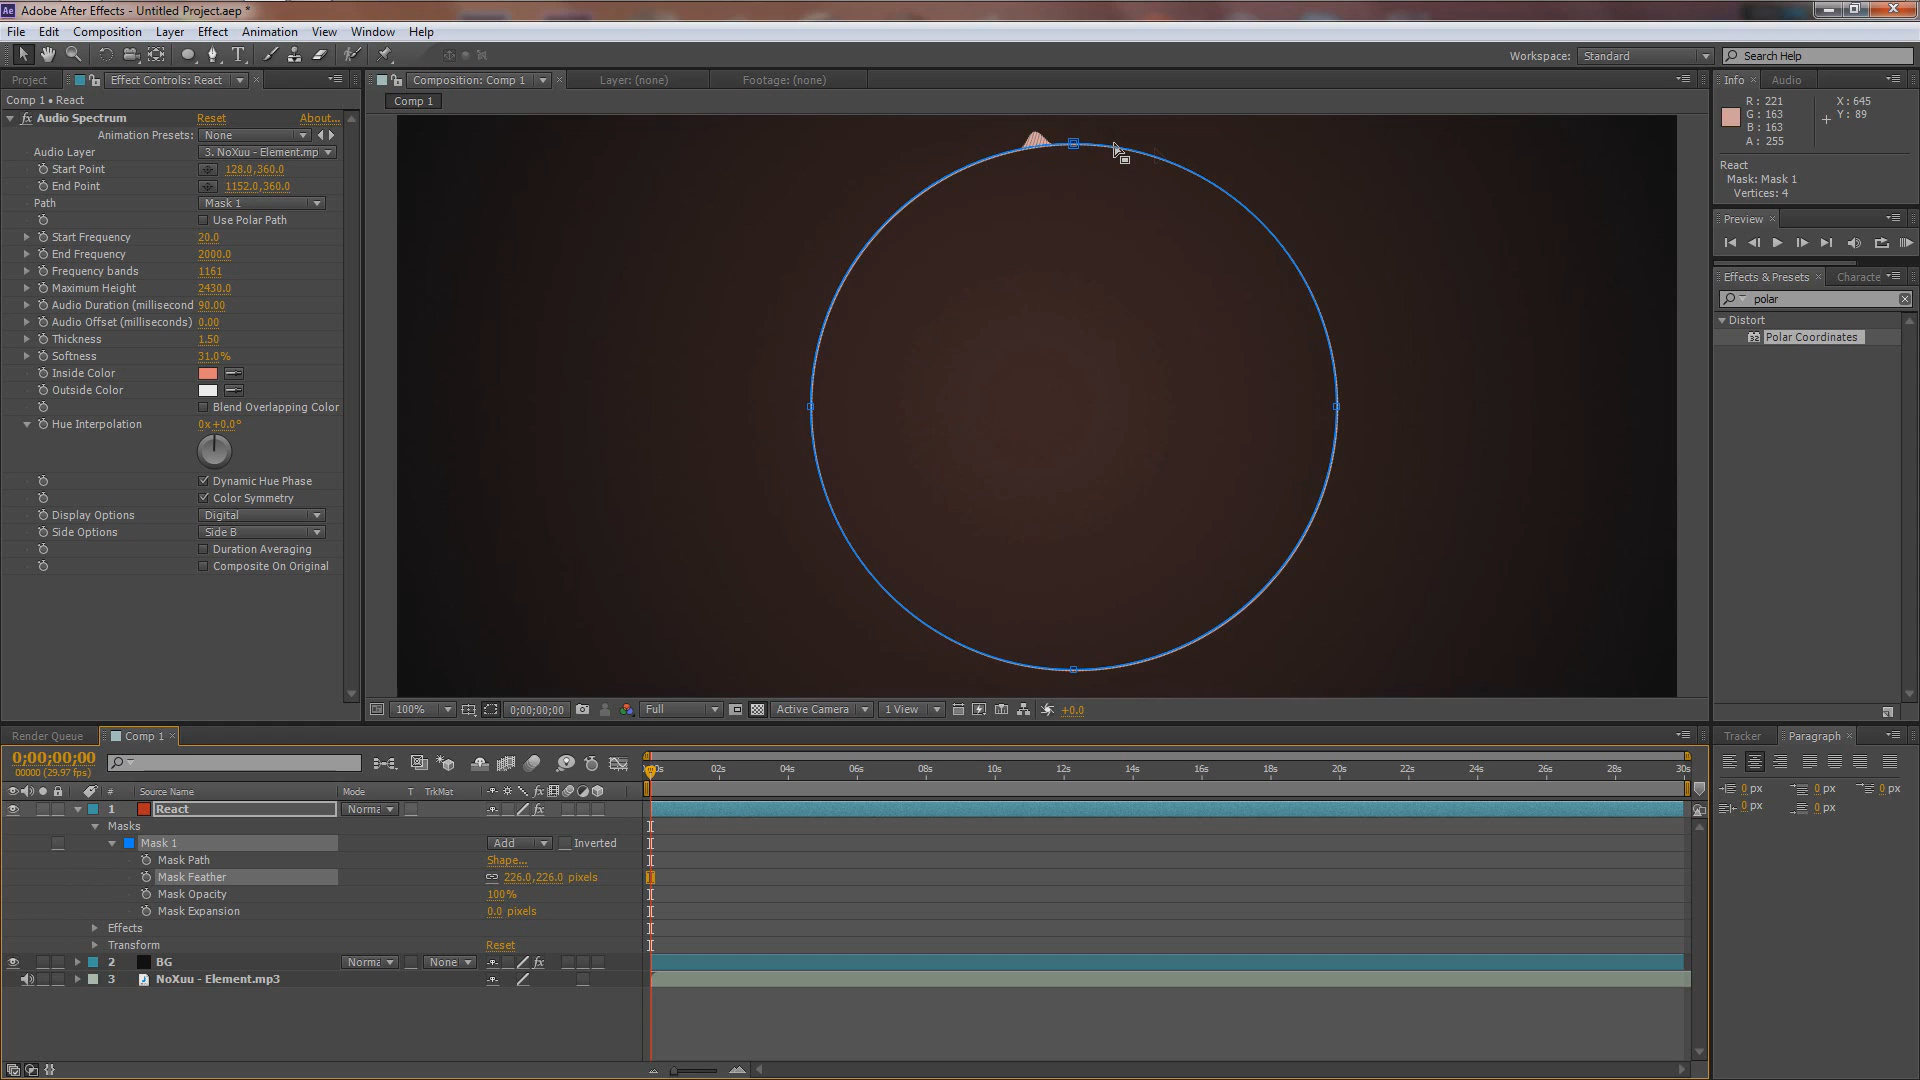 Ae Adobe After Effects - Untitled Project.aep *
File Edit Composition Layer Effect Animation View Window Help
T Workspace: Standard Search Help
Project Effect Controls: React Composition: Comp 1 Layer: (none) Footage: (none) Info Audio
Comp 1 • React
Comp 1
fx Audio Spectrum Reset About...
Animation Presets: None
Audio Layer 3. NoXuu - Element.mp
Start Point 128.0,360.0
End Point 1152.0,360.0
Path Mask 1
Use Polar Path
Start Frequency 20.0
End Frequency 2000.0
Frequency bands 1161
Maximum Height 2430.0
Audio Duration (millisecond 90.00
Audio Offset (milliseconds) 0.00
Thickness 1.50
Softness 31.0%
Inside Color
Outside Color
Blend Overlapping Color
Hue Interpolation 0x+0.0°
Dynamic Hue Phase
Color Symmetry
Display Options Digital
Side Options Side B
Duration Averaging
Composite On Original
R: 221 X: 645
G: 163 Y: 89
B: 163
A: 255
React
Mask: Mask 1
Vertices: 4
Preview
Effects & Presets Characte
polar
Distort
32 Polar Coordinates
100% 0;00;00;00 Full Active Camera 1 View +0.0
Render Queue Comp 1
0;00;00;00
00000 (29.97 fps)
02s 04s 06s 08s 10s 12s 14s 16s 18s 20s 22s 24s 26s 28s 30s
# Source Name Mode T TrkMat fx
1 React Norma fx
Masks
Mask 1 Add Inverted
Mask Path Shape...
Mask Feather 226.0,226.0 pixels
Mask Opacity 100%
Mask Expansion 0.0 pixels
Effects
Transform Reset
2 BG Norma None fx
3 NoXuu - Element.mp3
Tracker Paragraph
0 px 0 px 0 px
0 px 0 px